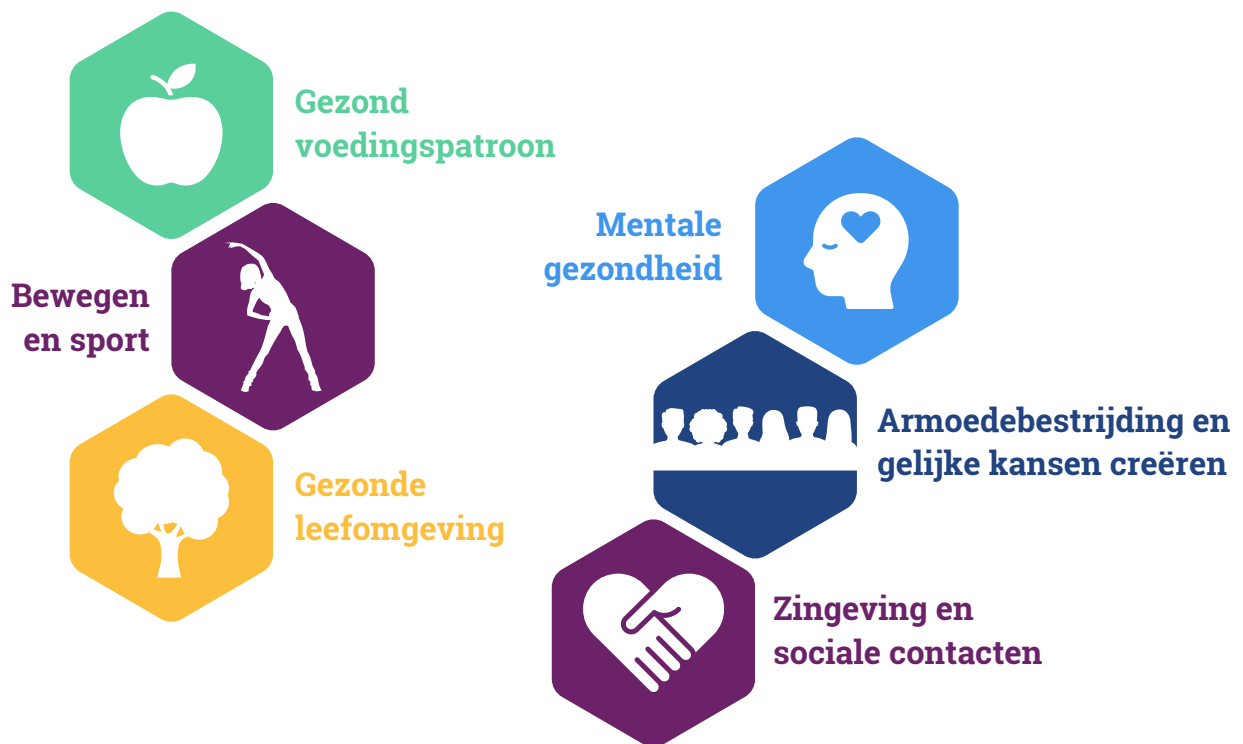 Gezond
voedingspatroon
Bewegen
en sport
Gezonde
leefomgeving
Mentale
gezondheid
Armoedebestrijding en
gelijke kansen creëren
Zingeving en
sociale contacten